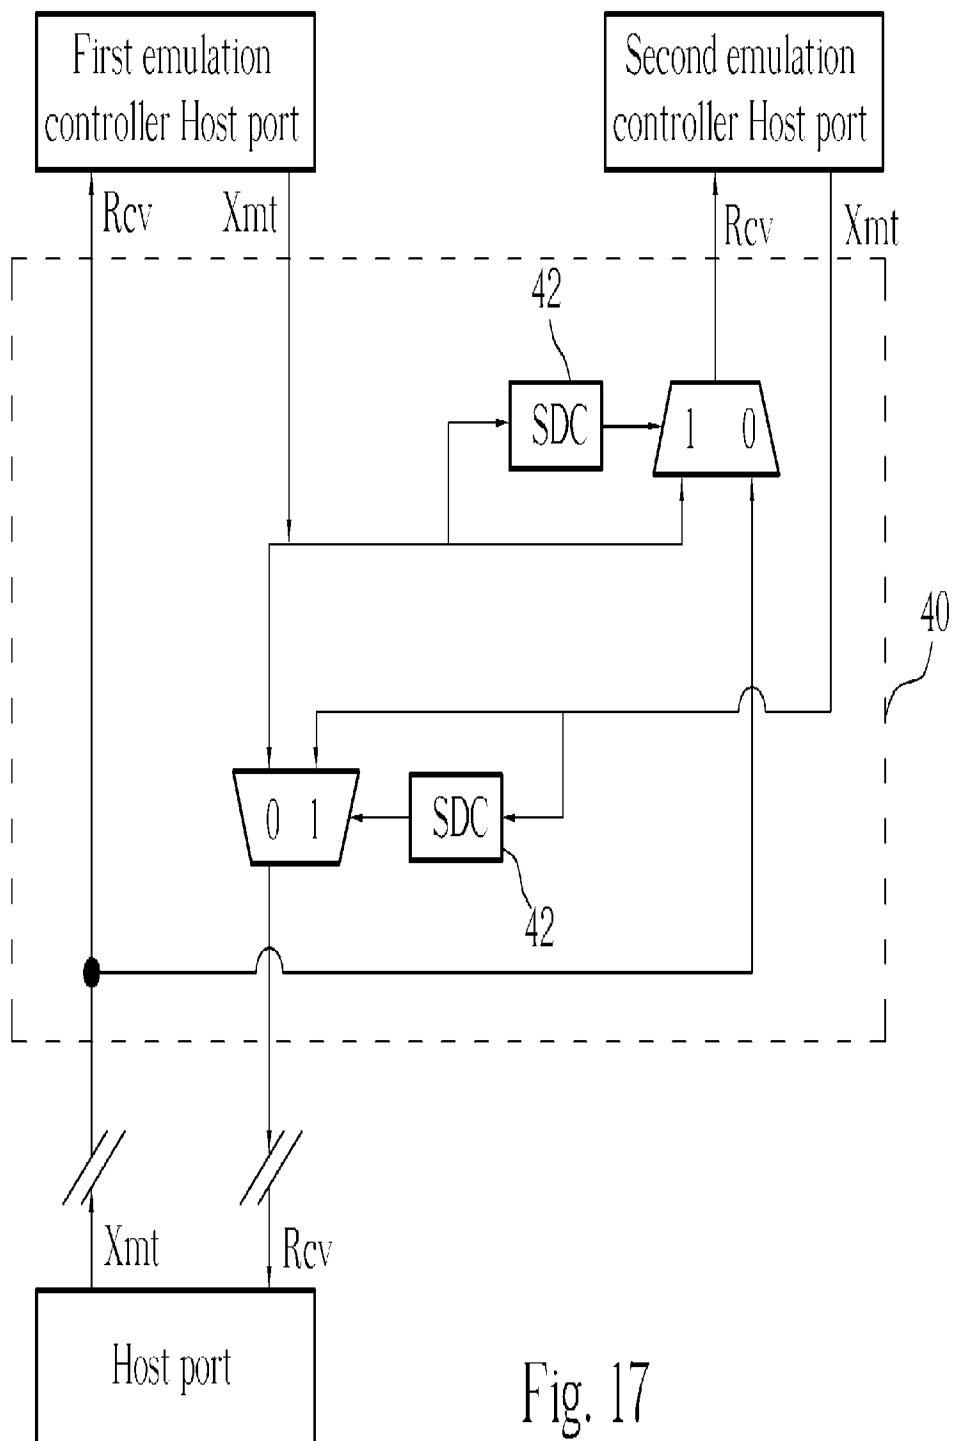 First emulation
controller Host port
Second emulation
controller Host port
Rcv
Xmt
Rcv
Xmt
42
SDC
1 0
40
0 1
SDC
42
Xmt
Rcv
Host port
Fig. 17